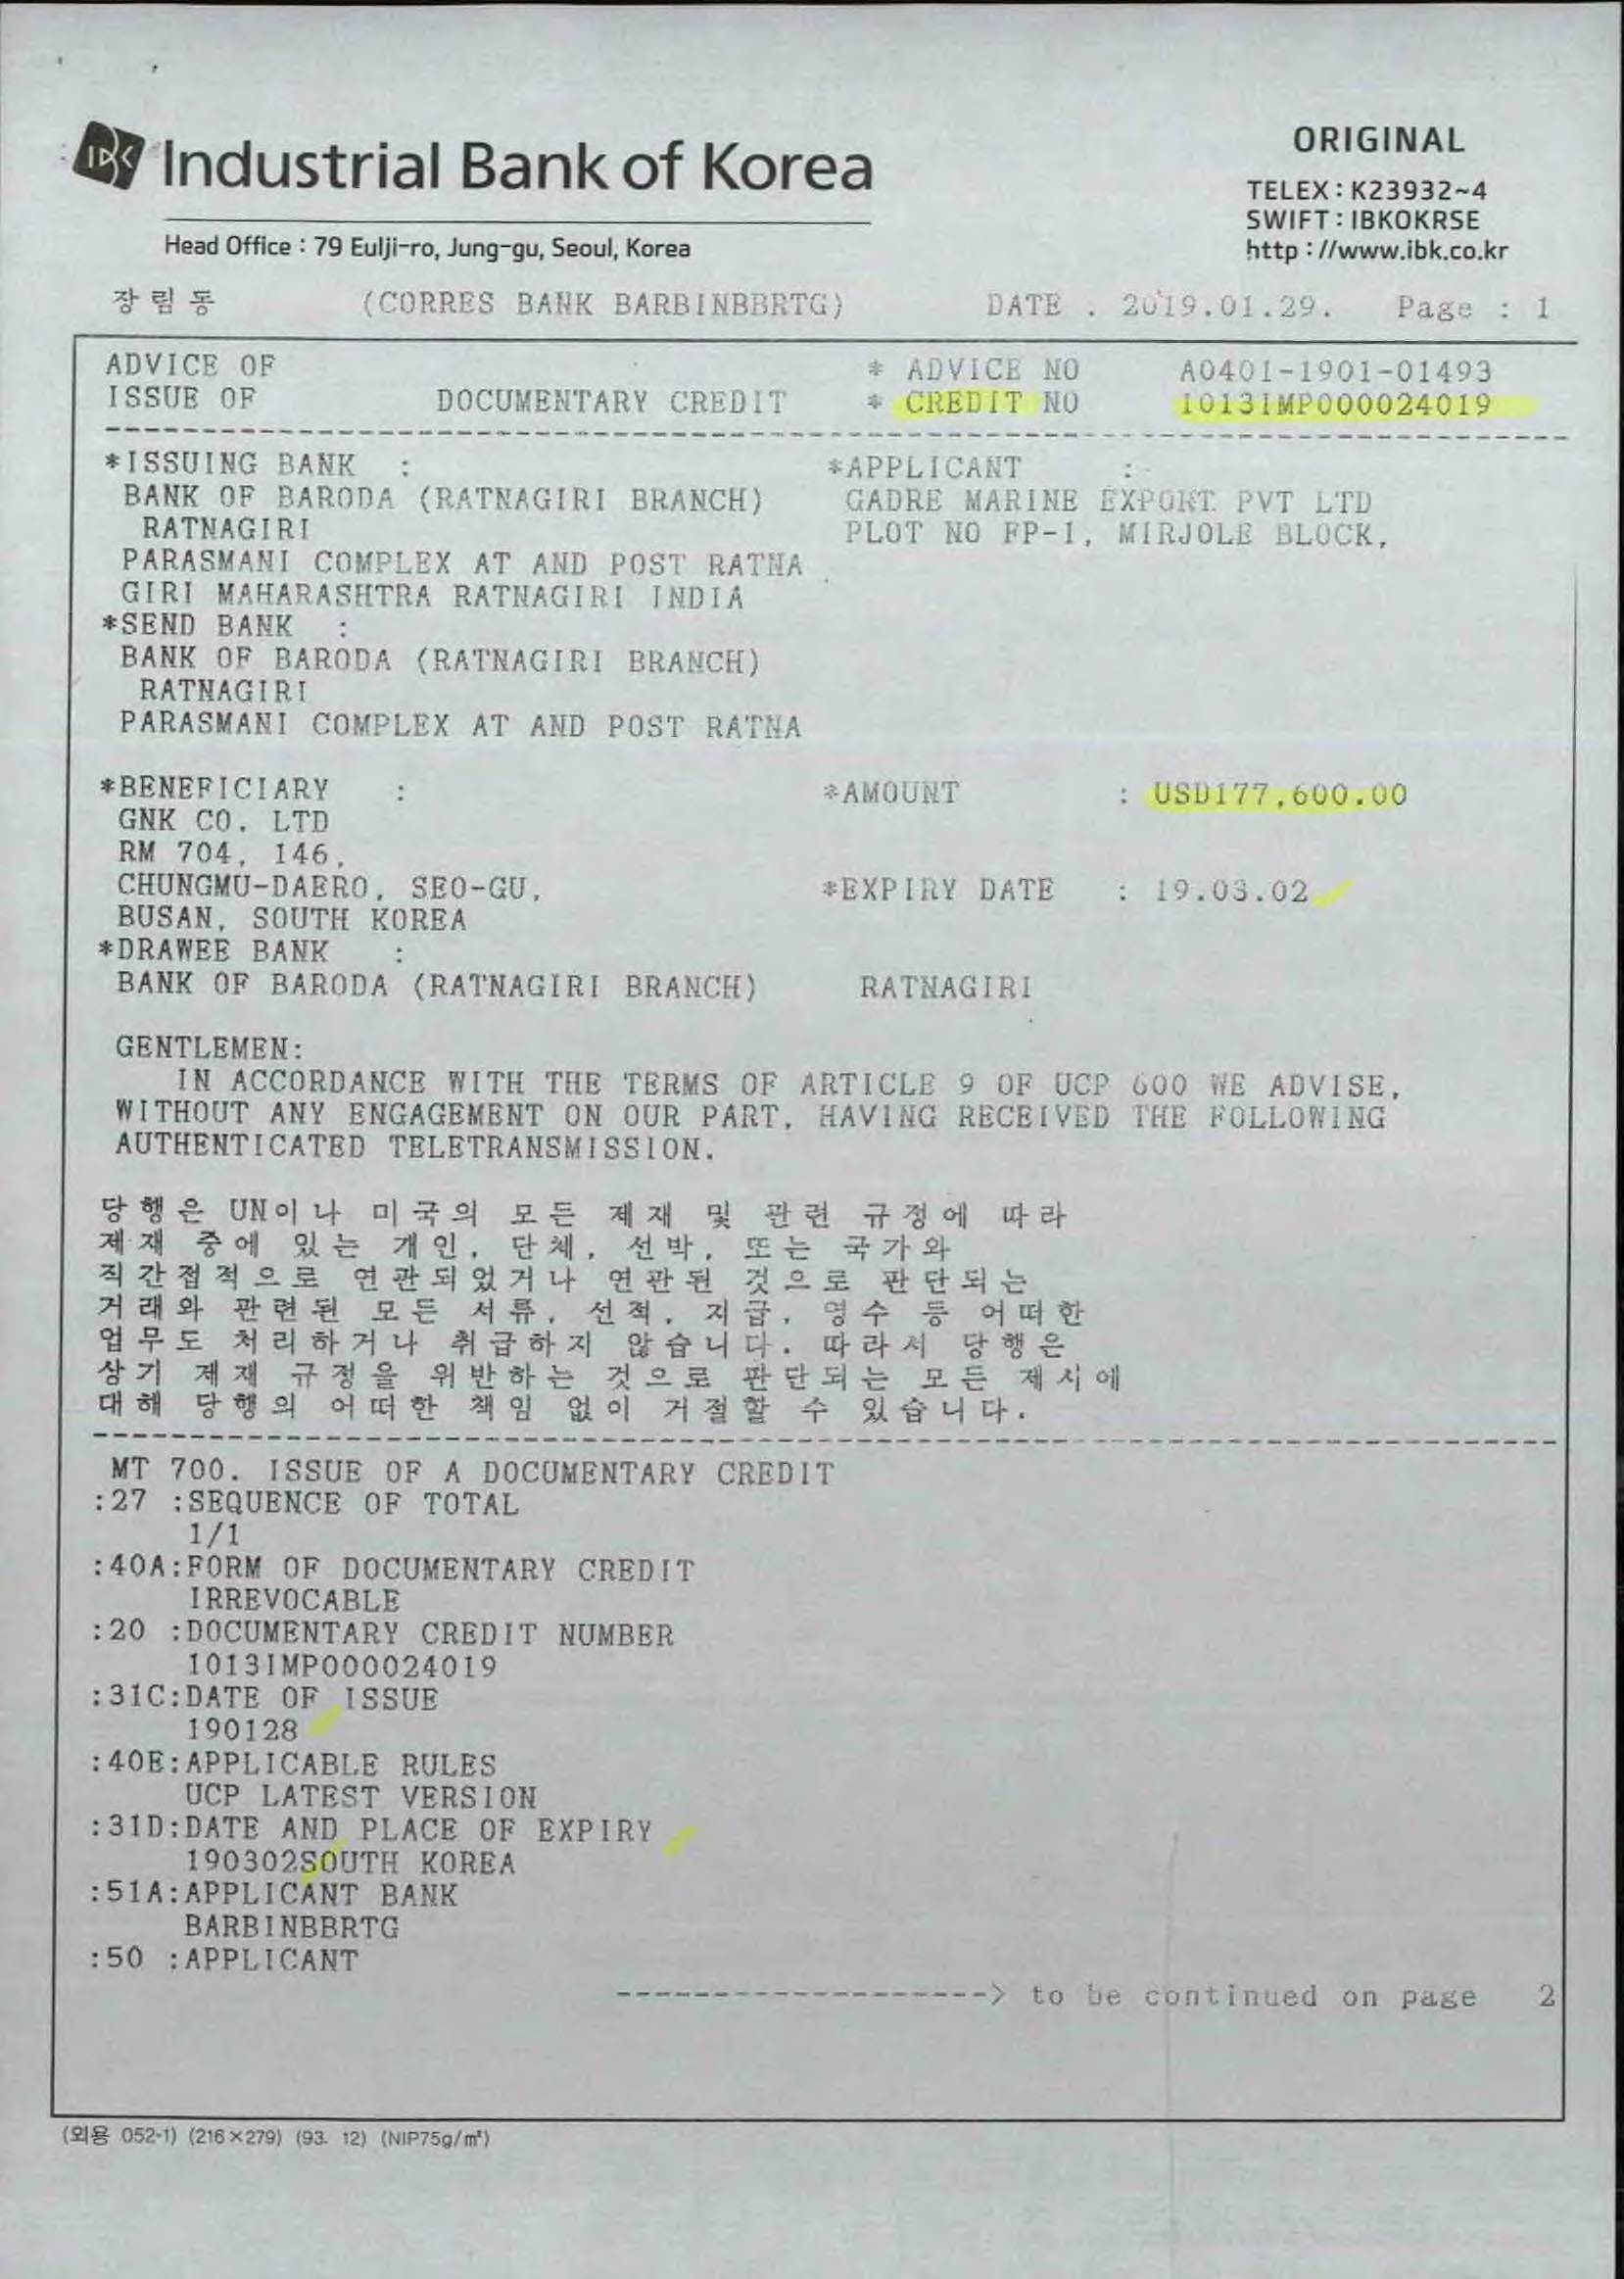 IBK Industrial Bank of Korea
Head Office : 79 Eulji-ro, Jung-gu, Seoul, Korea
ORIGINAL
TELEX : K23932~4
SWIFT : IBKOKRSE
http : //www.ibk.co.kr
장림동 (CORRES BANK BARBINBBRTG) DATE . 2019.01.29. Page : 1
ADVICE OF * ADVICE NO A0401-1901-01493
ISSUE OF DOCUMENTARY CREDIT * CREDIT NO 1013IMP000024019
*ISSUING BANK : *APPLICANT :
BANK OF BARODA (RATNAGIRI BRANCH) GADRE MARINE EXPORT PVT LTD
RATNAGIRI PLOT NO FP-1, MIRJOLE BLOCK,
PARASMANI COMPLEX AT AND POST RATNA
GIRI MAHARASHTRA RATNAGIRI INDIA
*SEND BANK :
BANK OF BARODA (RATNAGIRI BRANCH)
RATNAGIRI
PARASMANI COMPLEX AT AND POST RATNA
*BENEFICIARY : *AMOUNT : USD177,600.00
GNK CO. LTD
RM 704, 146,
CHUNGMU-DAERO, SEO-GU, *EXPIRY DATE : 19.03.02
BUSAN, SOUTH KOREA
*DRAWEE BANK :
BANK OF BARODA (RATNAGIRI BRANCH) RATNAGIRI
GENTLEMEN:
IN ACCORDANCE WITH THE TERMS OF ARTICLE 9 OF UCP 600 WE ADVISE,
WITHOUT ANY ENGAGEMENT ON OUR PART, HAVING RECEIVED THE FOLLOWING
AUTHENTICATED TELETRANSMISSION.
당행은 UN이나 미국의 모든 제재 및 관련 규정에 따라
제재 중에 있는 개인, 단체, 선박, 또는 국가와
직간접적으로 연관되었거나 연관된 것으로 판단되는
거래와 관련된 모든 서류, 선적, 지급, 영수 등 어떠한
업무도 처리하거나 취급하지 않습니다. 따라서 당행은
상기 제재 규정을 위반하는 것으로 판단되는 모든 제시에
대해 당행의 어떠한 책임 없이 거절할 수 있습니다.
MT 700. ISSUE OF A DOCUMENTARY CREDIT
:27 :SEQUENCE OF TOTAL
1/1
:40A:FORM OF DOCUMENTARY CREDIT
IRREVOCABLE
:20 :DOCUMENTARY CREDIT NUMBER
1013IMP000024019
:31C:DATE OF ISSUE
190128
:40E:APPLICABLE RULES
UCP LATEST VERSION
:31D:DATE AND PLACE OF EXPIRY
190302SOUTH KOREA
:51A:APPLICANT BANK
BARBINBBRTG
:50 :APPLICANT
--------------------> to be continued on page 2
(외용 052-1) (216×279) (93. 12) (NIP75g/㎡)